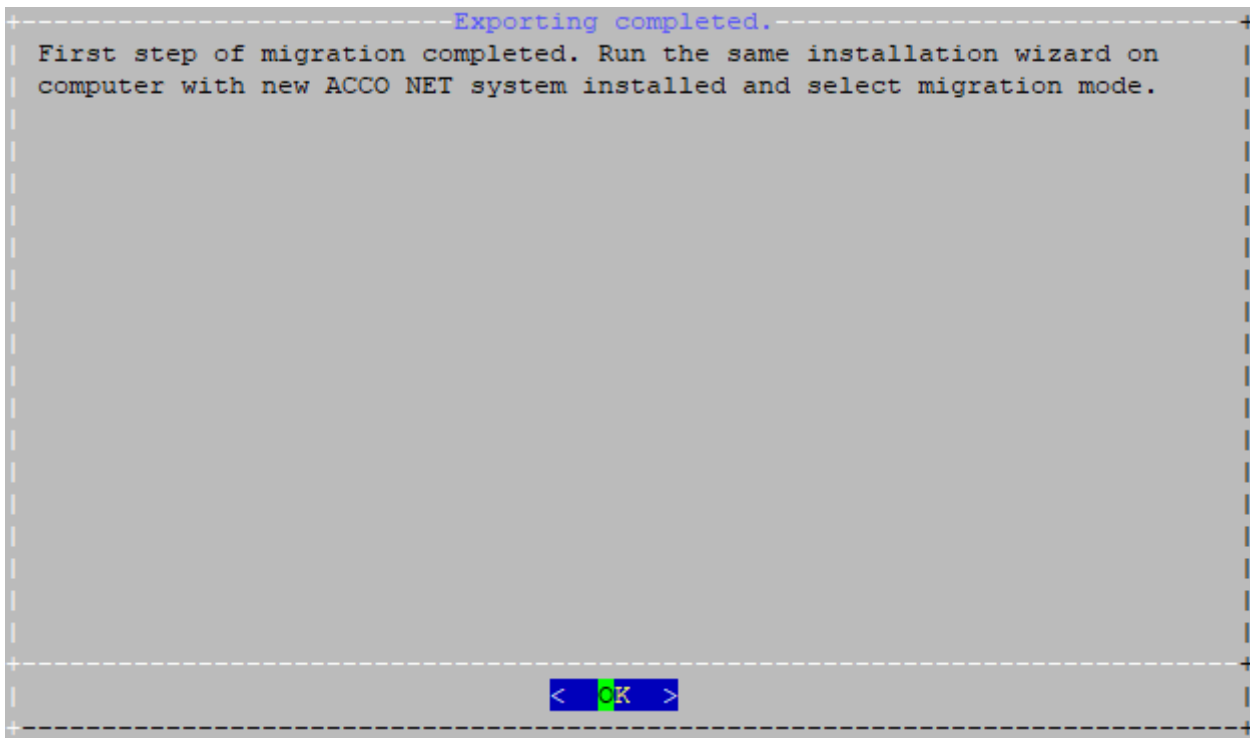 Exporting completed.
First step of migration completed. Run the same installation wizard on
computer with new ACCO NET system installed and select migration mode.
< OK >